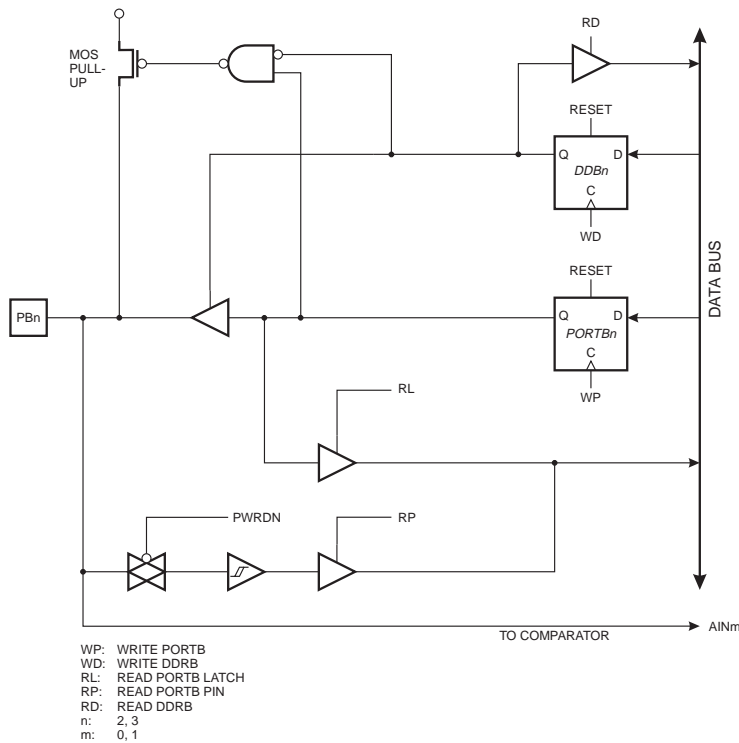 RD
MOS
PULL-
UP
RESET
Q D
DDBn
C
WD
DATA BUS
RESET
PBn
Q D
PORTBn
C
WP
RL
PWRDN
RP
TO COMPARATOR
AINm
WP: WRITE PORTB
WD: WRITE DDRB
RL: READ PORTB LATCH
RP: READ PORTB PIN
RD: READ DDRB
n: 2, 3
m: 0, 1